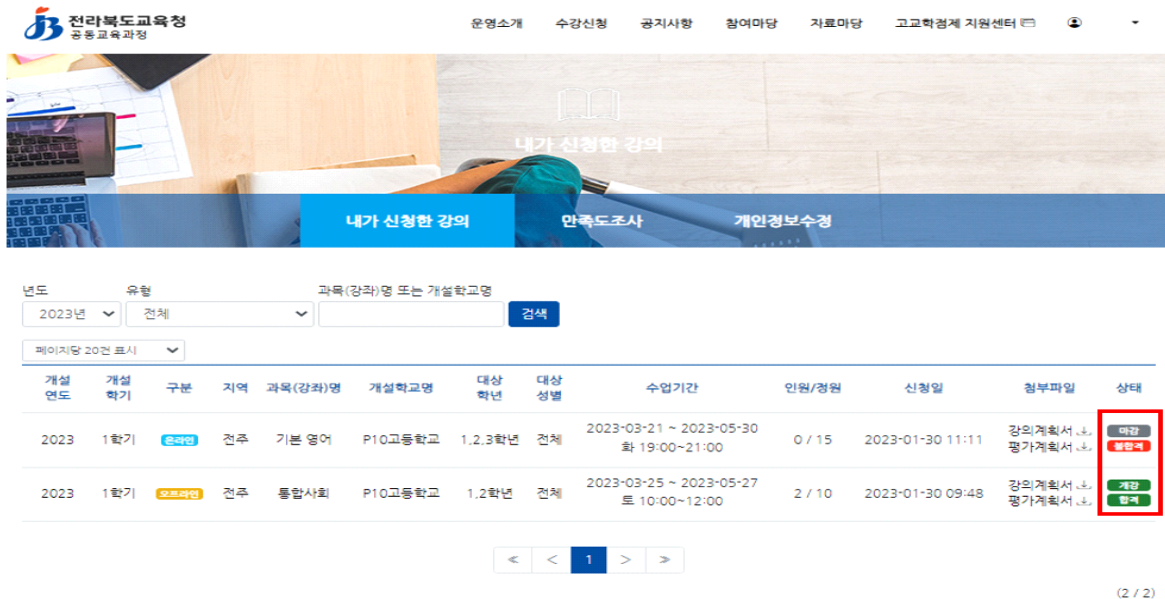 전라북도교육청
공동교육과정
운영소개 수강신청 공지사항 참여마당 자료마당 고교학점제 지원센터
내가 신청한 강의
내가 신청한 강의 만족도조사 개인정보수정
년도 유형 과목(강좌)명 또는 개설학교명
2023년 전체 검색
페이지당 20건 표시
개설 연도 개설 학기 구분 지역 과목(강좌)명 개설학교명 대상 학년 대상 성별 수업기간 인원/정원 신청일 첨부파일 상태
2023 1학기 온라인 전주 기본 영어 P10고등학교 1,2,3학년 전체 2023-03-21 ~ 2023-05-30 화 19:00~21:00 0 / 15 2023-01-30 11:11 강의계획서 평가계획서 마감 불합격
2023 1학기 오프라인 전주 통합사회 P10고등학교 1,2학년 전체 2023-03-25 ~ 2023-05-27 토 10:00~12:00 2 / 10 2023-01-30 09:48 강의계획서 평가계획서 개강 합격
< 1 >
(2 / 2)